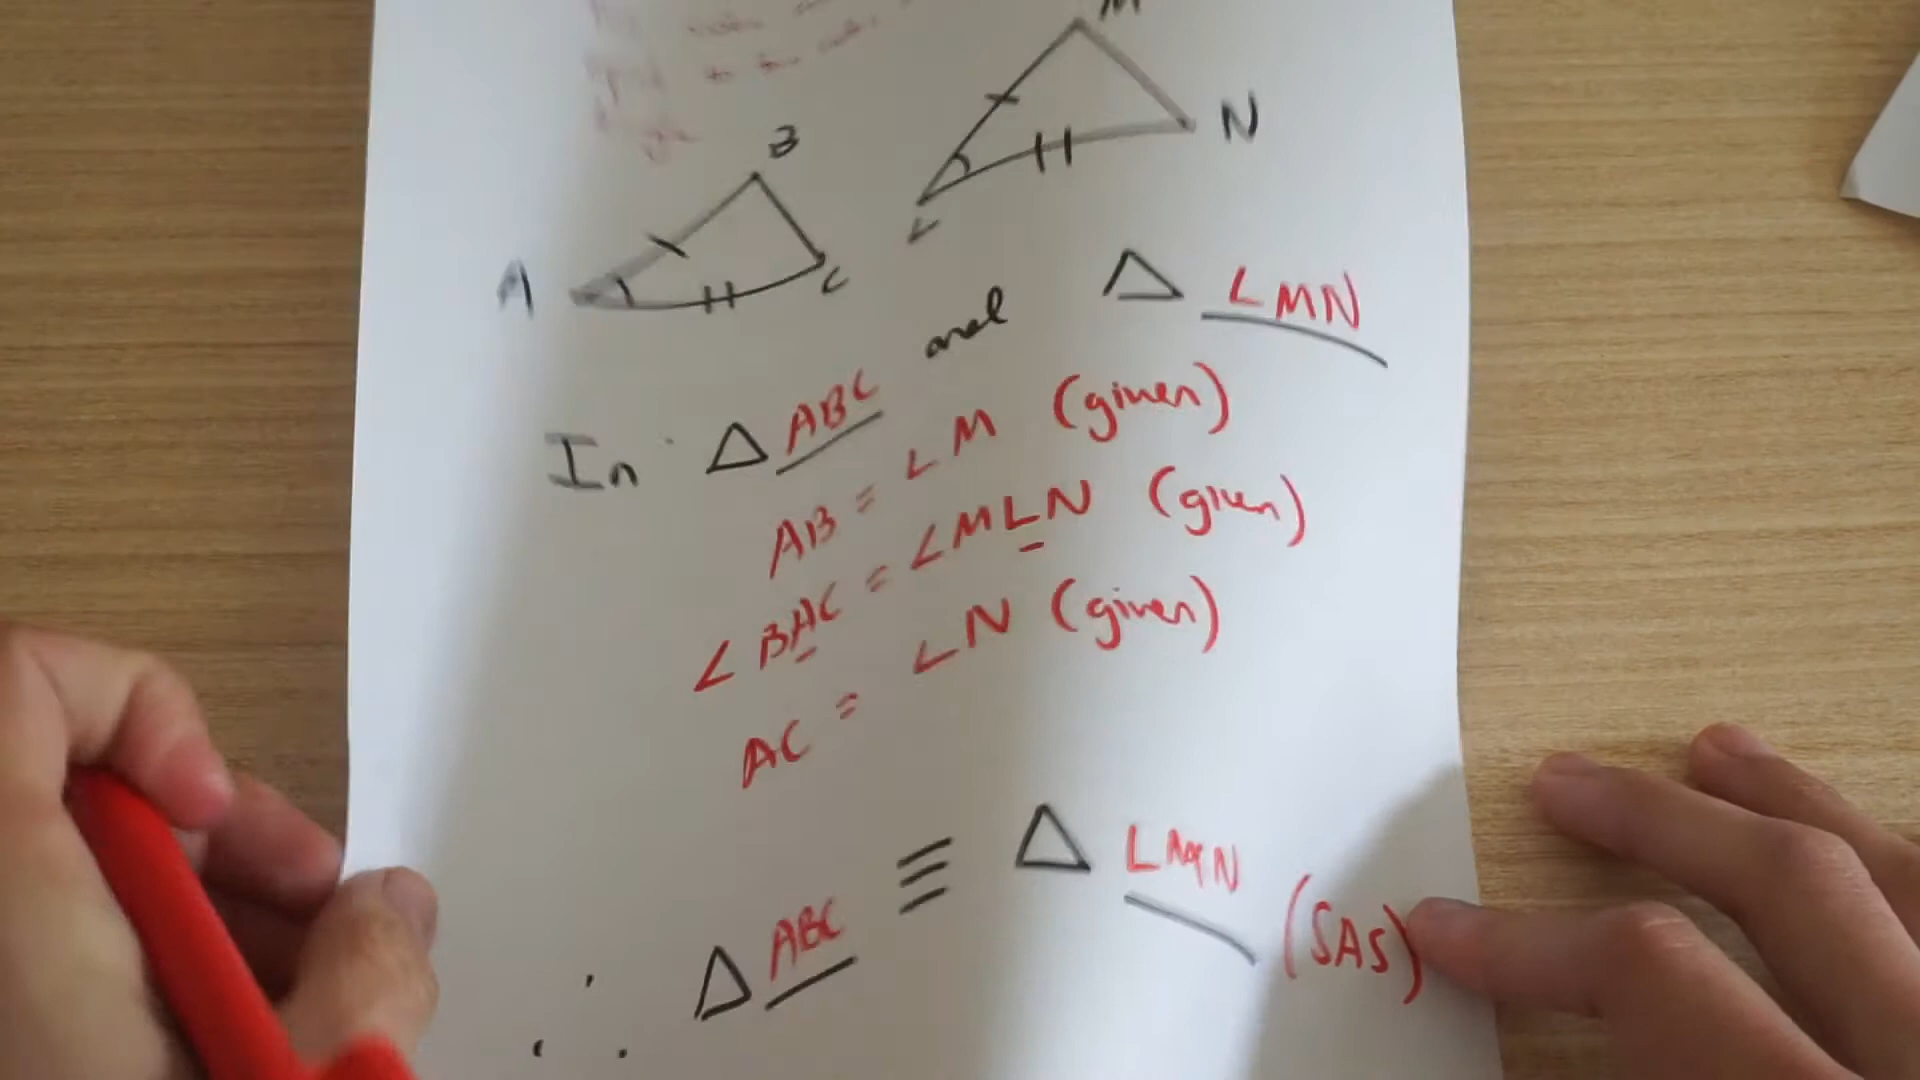 M
B
N
A
C
L
In △ABC and △LMN
AB = LM (given)
∠BAC = ∠MLN (given)
AC = LN (given)
∴ △ABC ≡ △LMN (SAS)